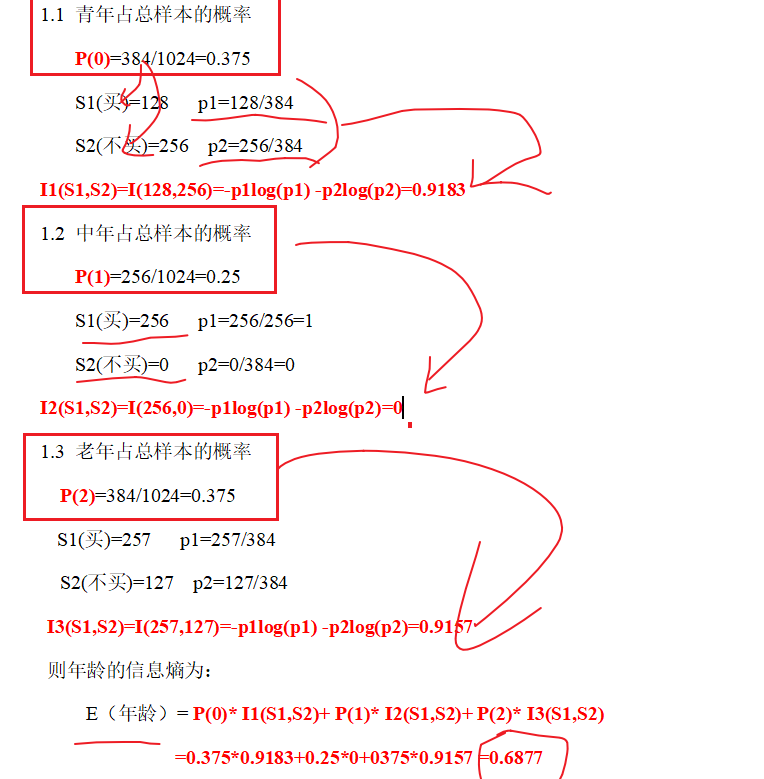 1.1 青年占总样本的概率
P(0)=384/1024=0.375
S1(买)=128 p1=128/384
S2(不买)=256 p2=256/384
I1(S1,S2)=I(128,256)=-p1log(p1) -p2log(p2)=0.9183
1.2 中年占总样本的概率
P(1)=256/1024=0.25
S1(买)=256 p1=256/256=1
S2(不买)=0 p2=0/384=0
I2(S1,S2)=I(256,0)=-p1log(p1) -p2log(p2)=0
1.3 老年占总样本的概率
P(2)=384/1024=0.375
S1(买)=257 p1=257/384
S2(不买)=127 p2=127/384
I3(S1,S2)=I(257,127)=-p1log(p1) -p2log(p2)=0.9157
则年龄的信息熵为:
E（年龄）= P(0)* I1(S1,S2)+ P(1)* I2(S1,S2)+ P(2)* I3(S1,S2)
=0.375*0.9183+0.25*0+0375*0.9157 =0.6877